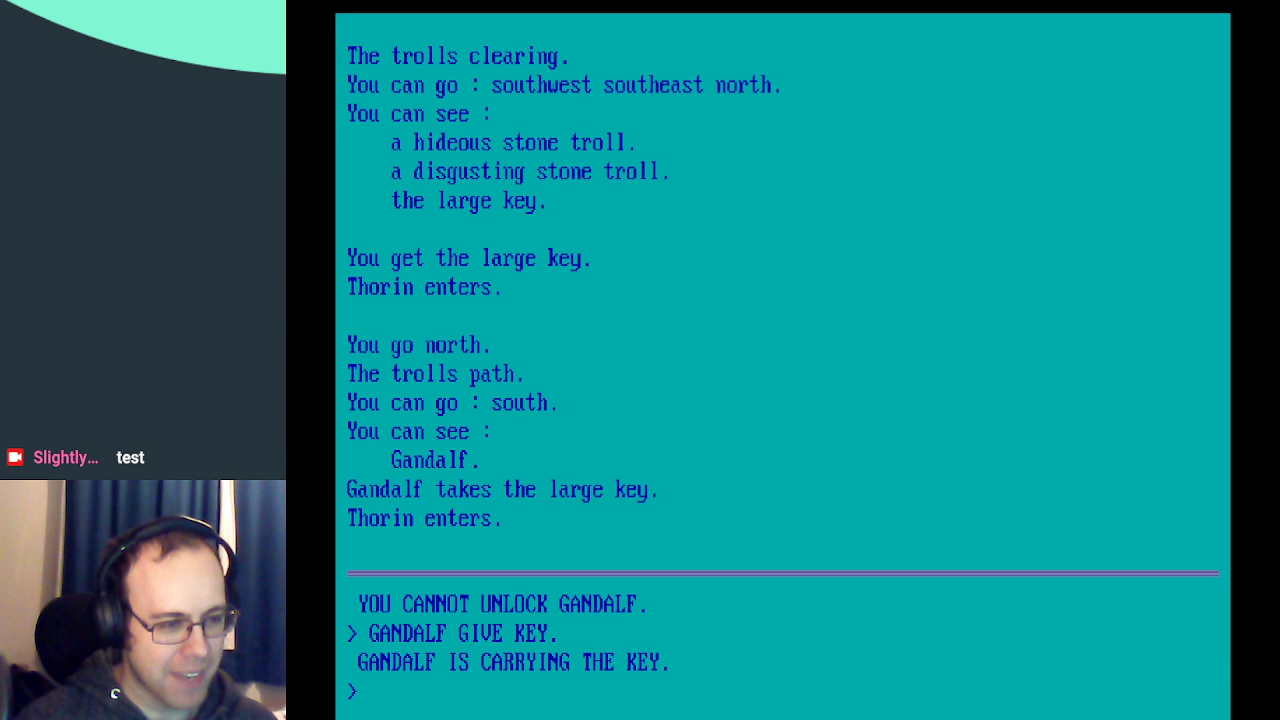 The trolls clearing.
You can go : southwest southeast north.
You can see :
a hideous stone troll.
a disgusting stone troll.
the large key.
You get the large key.
Thorin enters.
You go north.
The trolls path.
You can go : south.
You can see :
Gandalf.
Gandalf takes the large key.
Thorin enters.
YOU CANNOT UNLOCK GANDALF.
> GANDALF GIVE KEY.
GANDALF IS CARRYING THE KEY.
>
Slightly... test